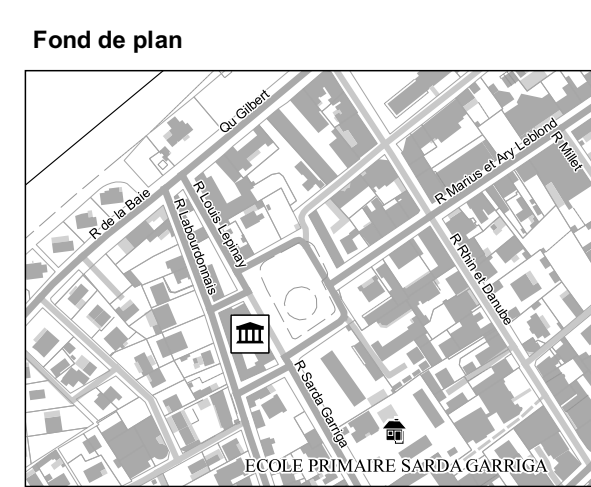 Fond de plan
Qu Gilbert
R Marius et Ary Leblond
R Millet
R de la Baie
R Louis Lepinay
R Labourdonnais
R Rhin et Danube
R Sarda Garriga
ECOLE PRIMAIRE SARDA GARRIGA